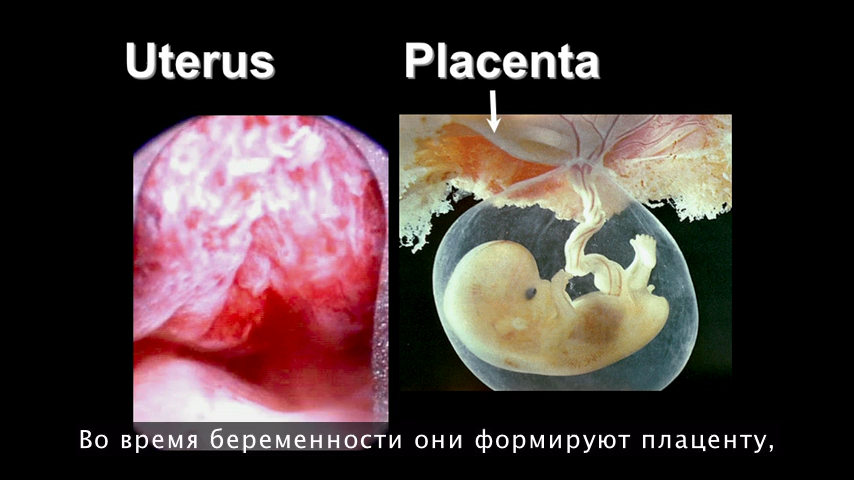 Uterus
Placenta
Во время беременности они формируют плаценту,